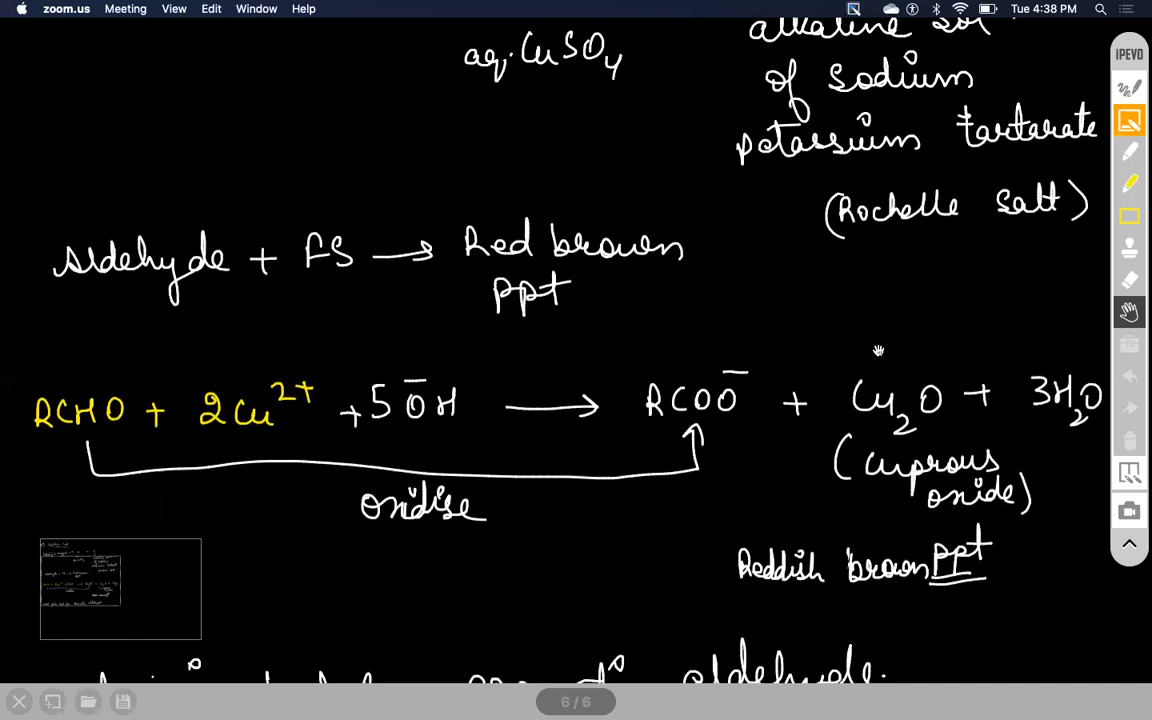 zoom.us Meeting View Edit Window Help Tue 4:38 PM
IPEVO
alkaline
aq. CuSO₄
of sodium
potassium tartarate
(Rochelle salt)
aldehyde + FS → Red brown
ppt
RCHO + 2Cu²⁺ + 5ŌH → RCOO⁻ + Cu₂O + 3H₂O
(cuprous
oxide)
oxidise
Reddish brown ppt
aldehyde.
6/6